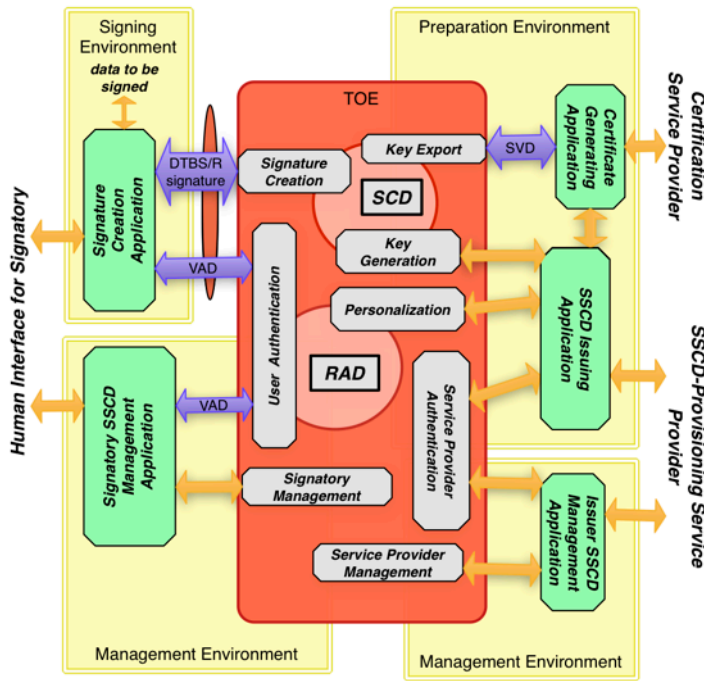 Signing
Environment
data to be
signed
Preparation Environment
TOE
Certification
Service Provider
Certificate
Generating
Application
SVD
Key Export
DTBS/R
signature
Signature
Creation
SCD
Signature
Creation
Application
Human Interface for Signatory
Key
Generation
VAD
User Authentication
Personalization
SSCD Issuing
Application
RAD
SSCD-Provisioning Service
Provider
Service Provider
Authentication
VAD
Signatory SSCD
Management
Application
Signatory
Management
Issuer SSCD
Management
Application
Service Provider
Management
Management Environment
Management Environment